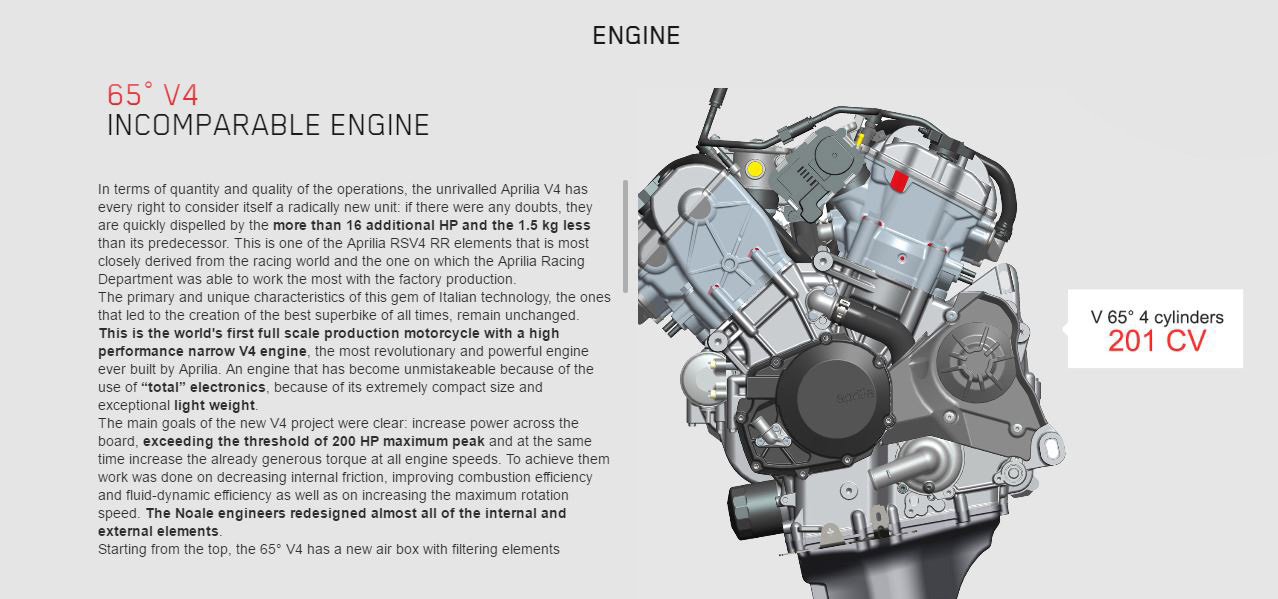 ENGINE
65° V4
INCOMPARABLE ENGINE
In terms of quantity and quality of the operations, the unrivalled Aprilia V4 has
every right to consider itself a radically new unit: if there were any doubts, they
are quickly dispelled by the more than 16 additional HP and the 1.5 kg less
than its predecessor. This is one of the Aprilia RSV4 RR elements that is most
closely derived from the racing world and the one on which the Aprilia Racing
Department was able to work the most with the factory production.
The primary and unique characteristics of this gem of Italian technology, the ones
that led to the creation of the best superbike of all times, remain unchanged.
This is the world's first full scale production motorcycle with a high
performance narrow V4 engine, the most revolutionary and powerful engine
ever built by Aprilia. An engine that has become unmistakeable because of the
use of “total” electronics, because of its extremely compact size and
exceptional light weight.
The main goals of the new V4 project were clear: increase power across the
board, exceeding the threshold of 200 HP maximum peak and at the same
time increase the already generous torque at all engine speeds. To achieve them
work was done on decreasing internal friction, improving combustion efficiency
and fluid-dynamic efficiency as well as on increasing the maximum rotation
speed. The Noale engineers redesigned almost all of the internal and
external elements.
Starting from the top, the 65° V4 has a new air box with filtering elements
aprilia
V 65° 4 cylinders
201 CV